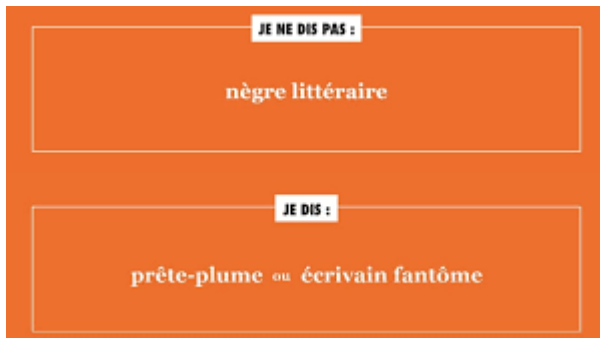 JE NE DIS PAS :
nègre littéraire
JE DIS :
prête-plume ou écrivain fantôme